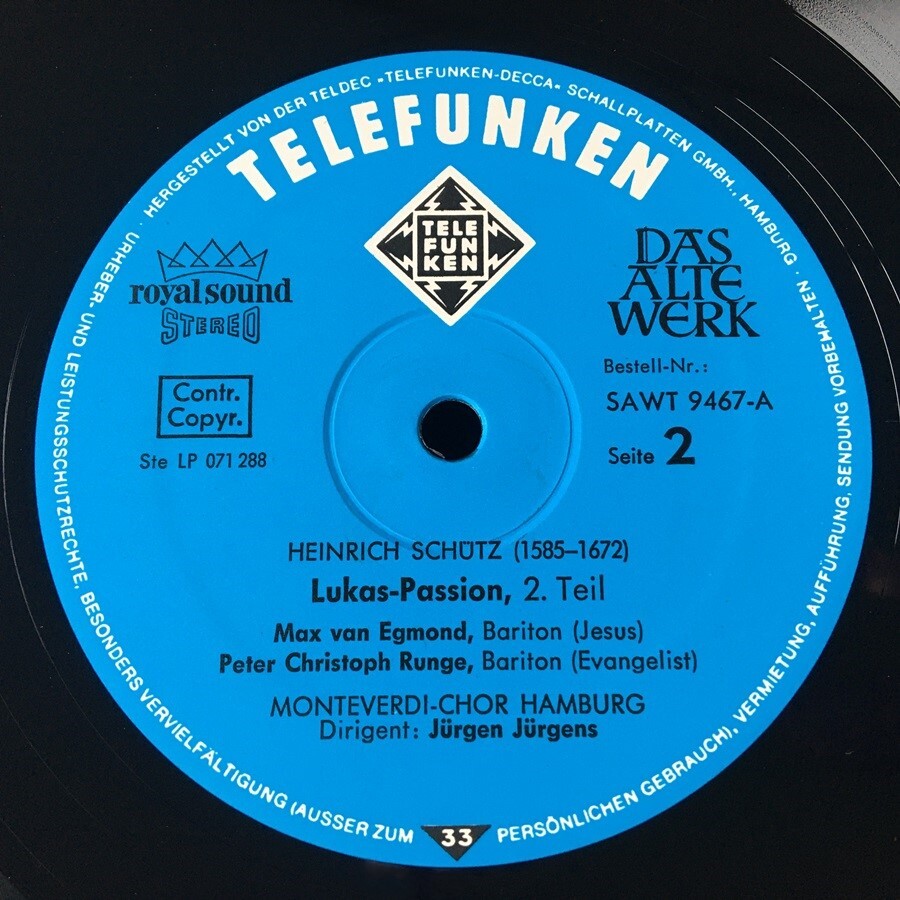 · HERGESTELLT VON DER TELDEC »TELEFUNKEN-DECCA« SCHALLPLATTEN GMBH., HAMBURG ·
URHEBER- UND LEISTUNGSSCHUTZRECHTE, BESONDERS VERVIELFÄLTIGUNG (AUSSER ZUM PERSÖNLICHEN GEBRAUCH), VERMIETUNG, AUFFÜHRUNG, SENDUNG VORBEHALTEN ·
TELEFUNKEN
TELE
FUN
KEN
royal sound
STEREO
DAS
ALTE
WERK
Contr.
Copyr.
Ste LP 071 288
Bestell-Nr.:
SAWT 9467-A
Seite 2
HEINRICH SCHÜTZ (1585–1672)
Lukas-Passion, 2. Teil
Max van Egmond, Bariton (Jesus)
Peter Christoph Runge, Bariton (Evangelist)
MONTEVERDI-CHOR HAMBURG
Dirigent: Jürgen Jürgens
33